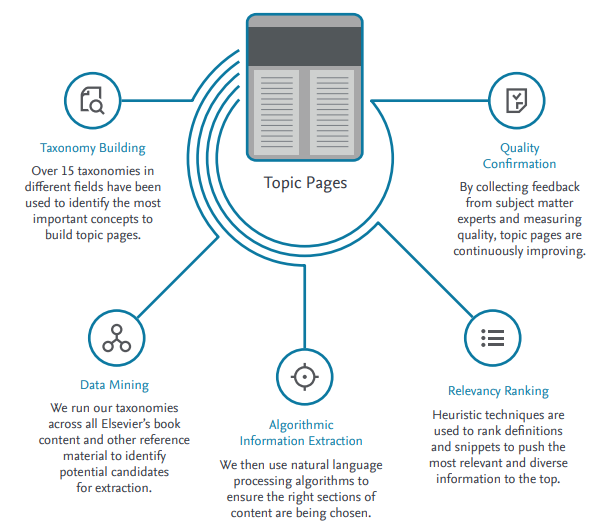 Topic Pages
Taxonomy Building
Over 15 taxonomies in
different fields have been
used to identify the most
important concepts to
build topic pages.
Data Mining
We run our taxonomies
across all Elsevier's book
content and other reference
material to identify
potential candidates
for extraction.
Algorithmic
Information Extraction
We then use natural language
processing algorithms to
ensure the right sections of
content are being chosen.
Relevancy Ranking
Heuristic techniques are
used to rank definitions
and snippets to push the
most relevant and diverse
information to the top.
Quality
Confirmation
By collecting feedback
from subject matter
experts and measuring
quality, topic pages are
continuously improving.